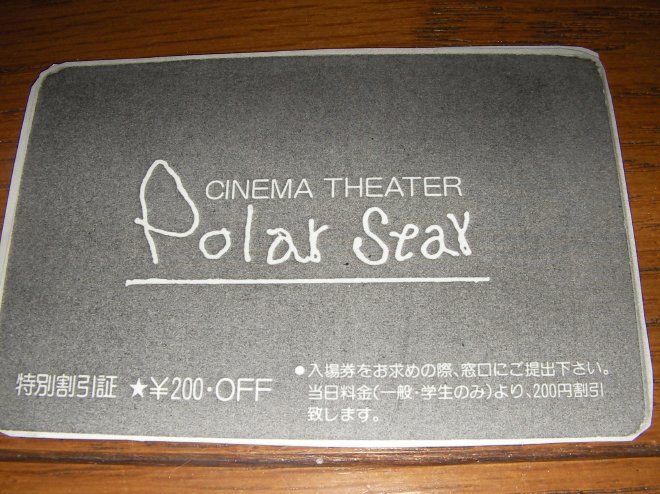 CINEMA THEATER
Polar Star
特別割引証 ★¥200・OFF
●入場券をお求めの際、窓口にご提出下さい。
当日料金(一般・学生のみ)より、200円割引
致します。